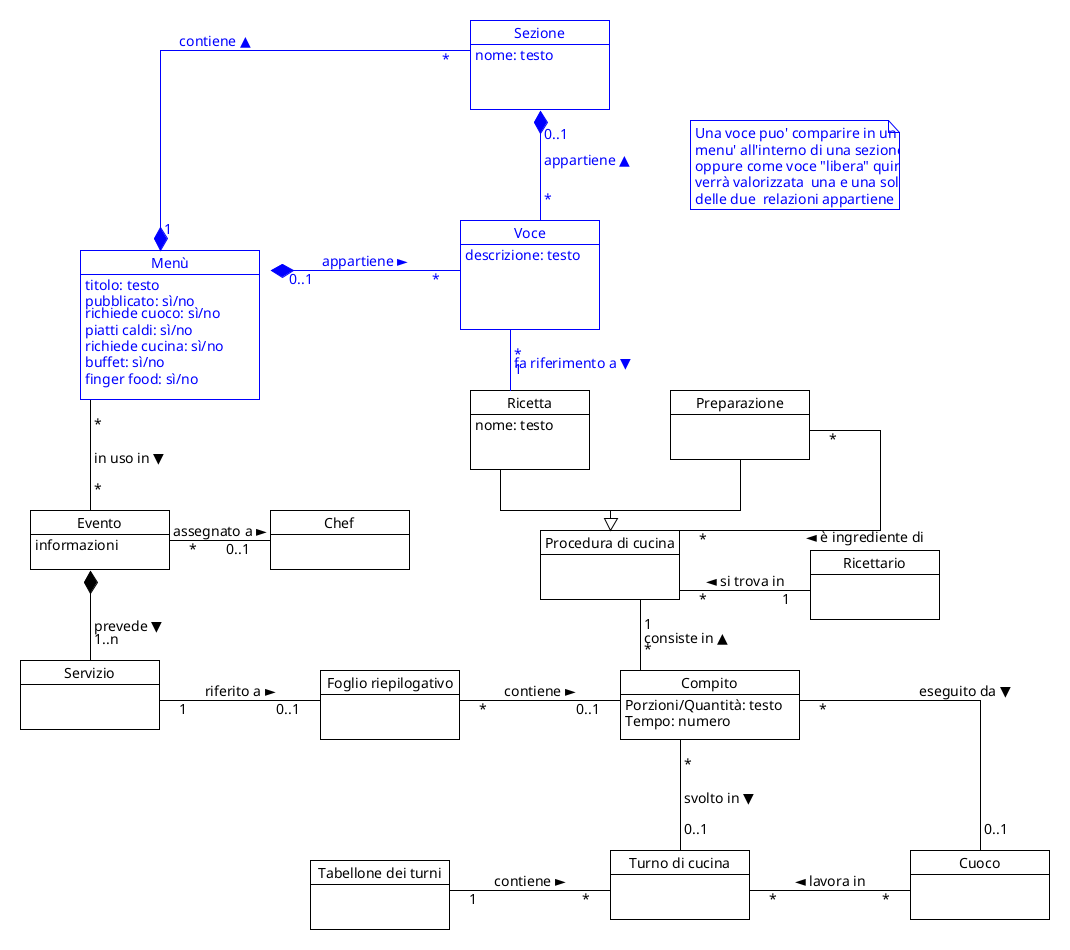 Sezione
nome: testo
contiene ▲
*
1
0..1
appartiene ▲
*
Una voce puo' comparire in un
menu' all'interno di una sezione
oppure come voce "libera" quin
verrà valorizzata una e una sol
delle due relazioni appartiene
Voce
descrizione: testo
Menù
titolo: testo
pubblicato: sì/no
richiede cuoco: sì/no
piatti caldi: sì/no
richiede cucina: sì/no
buffet: sì/no
finger food: sì/no
appartiene ►
0..1
*
*
fa riferimento a ▼
1
Ricetta
nome: testo
Preparazione
*
*
◄ è ingrediente di
*
in uso in ▼
*
Evento
informazioni
assegnato a ►
*
0..1
Chef
Procedura di cucina
◄ si trova in
*
1
Ricettario
prevede ▼
1..n
1
consiste in ▲
*
Servizio
riferito a ►
1
0..1
Foglio riepilogativo
contiene ►
*
0..1
Compito
Porzioni/Quantità: testo
Tempo: numero
eseguito da ▼
*
0..1
*
svolto in ▼
0..1
Tabellone dei turni
contiene ►
1
*
Turno di cucina
◄ lavora in
*
*
Cuoco